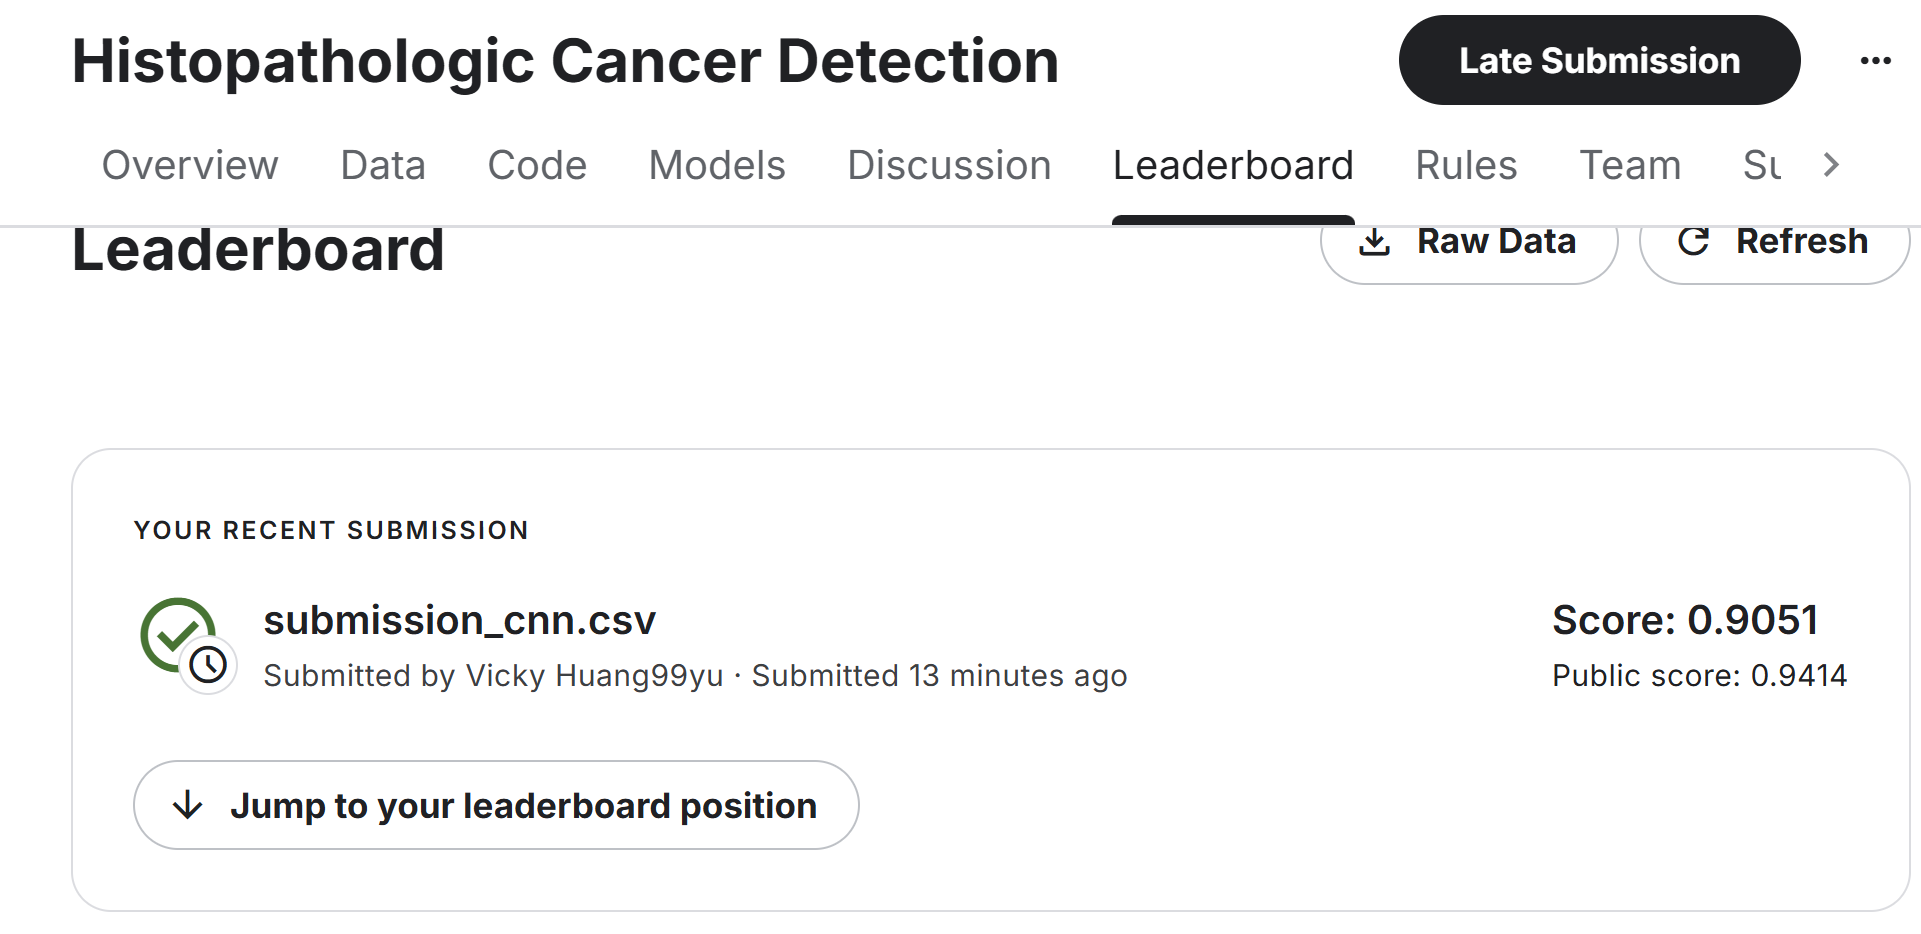 Histopathologic Cancer Detection
Late Submission
Overview Data Code Models Discussion Leaderboard Rules Team Su
Leaderboard
Raw Data
Refresh
YOUR RECENT SUBMISSION
submission_cnn.csv
Submitted by Vicky Huang99yu · Submitted 13 minutes ago
Score: 0.9051
Public score: 0.9414
Jump to your leaderboard position